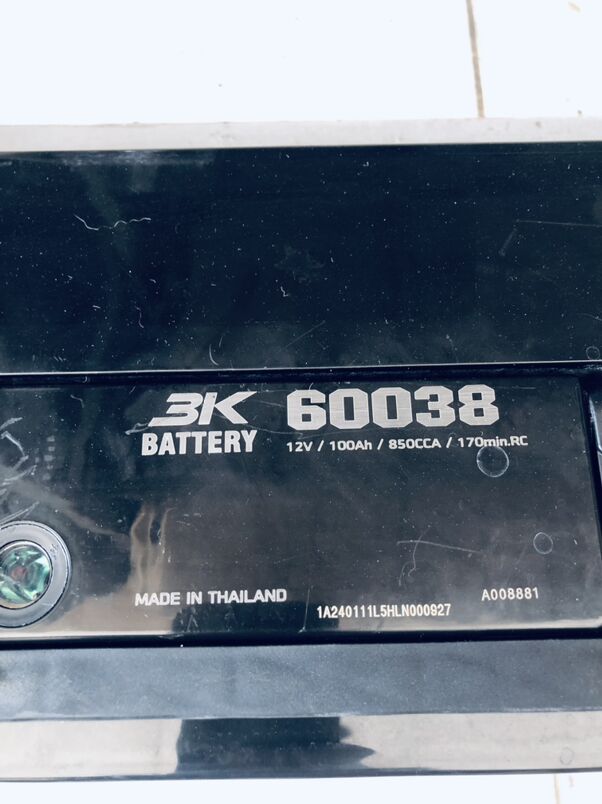 3K BATTERY
60038
12V / 100Ah / 850CCA / 170min.RC
MADE IN THAILAND
1A240111L5HLN000927
A008881